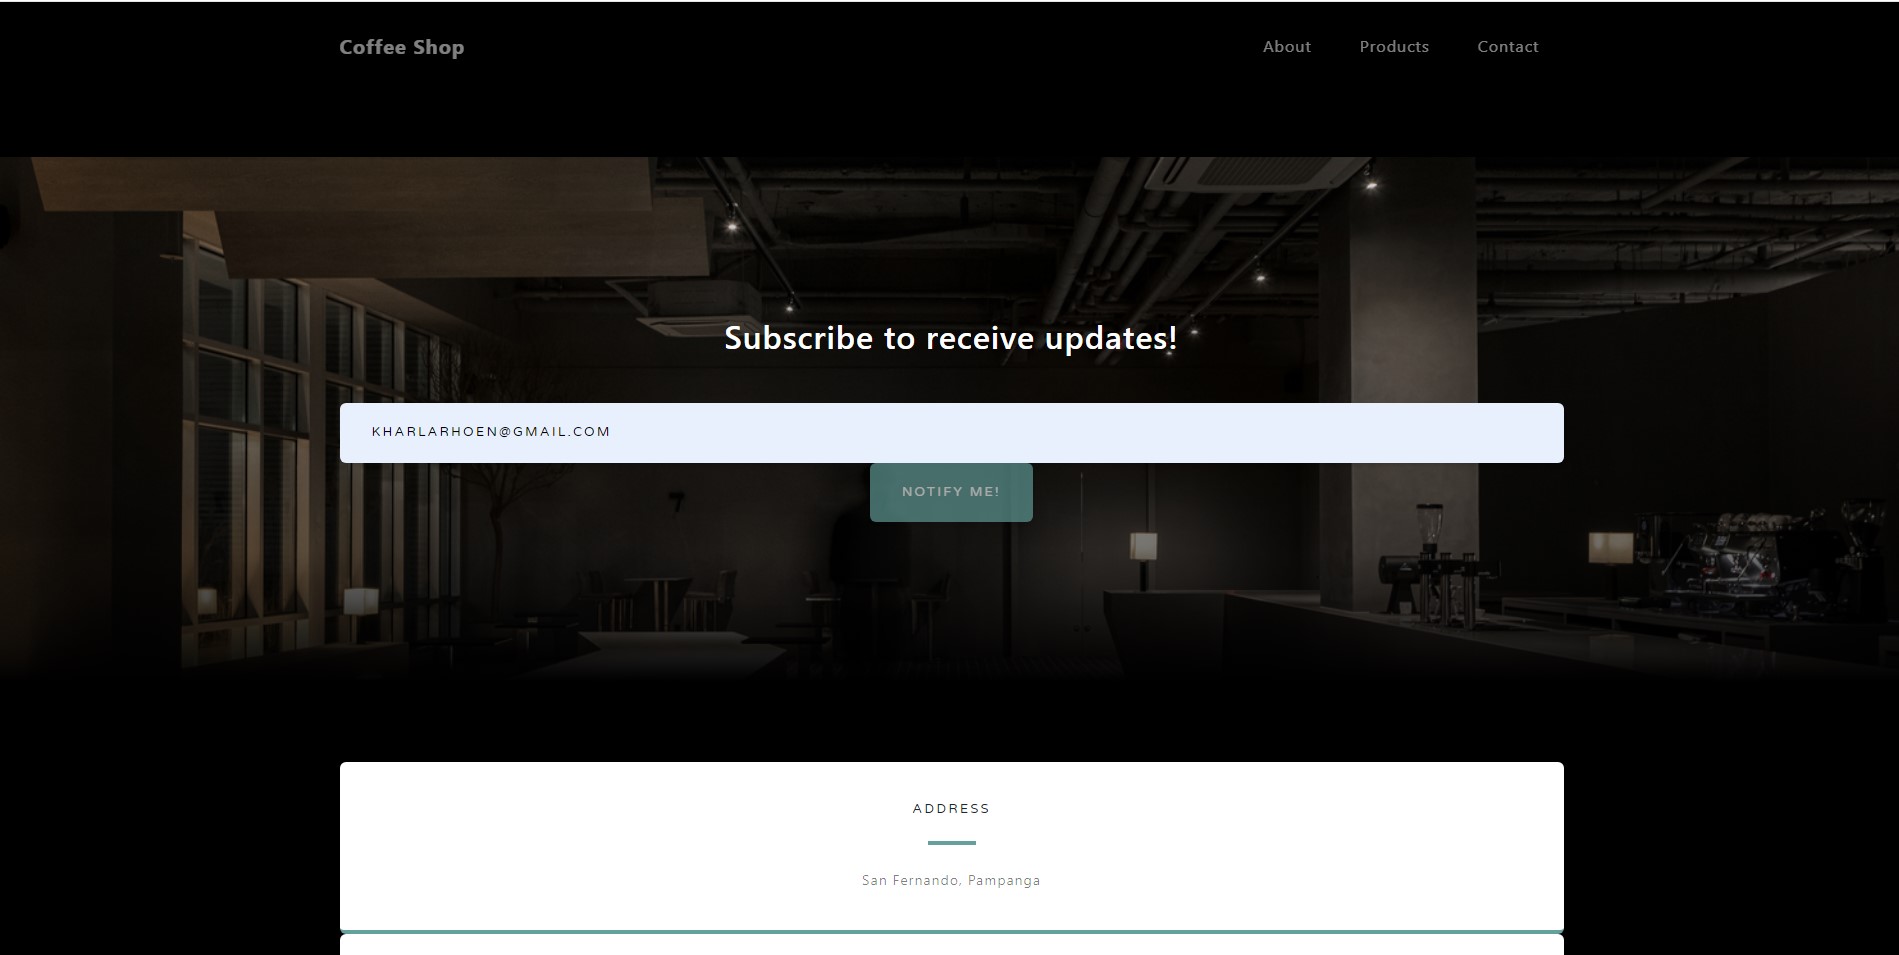 Coffee Shop
About Products Contact
Subscribe to receive updates!
KHARLARHOEN@GMAIL.COM
NOTIFY ME!
ADDRESS
San Fernando, Pampanga